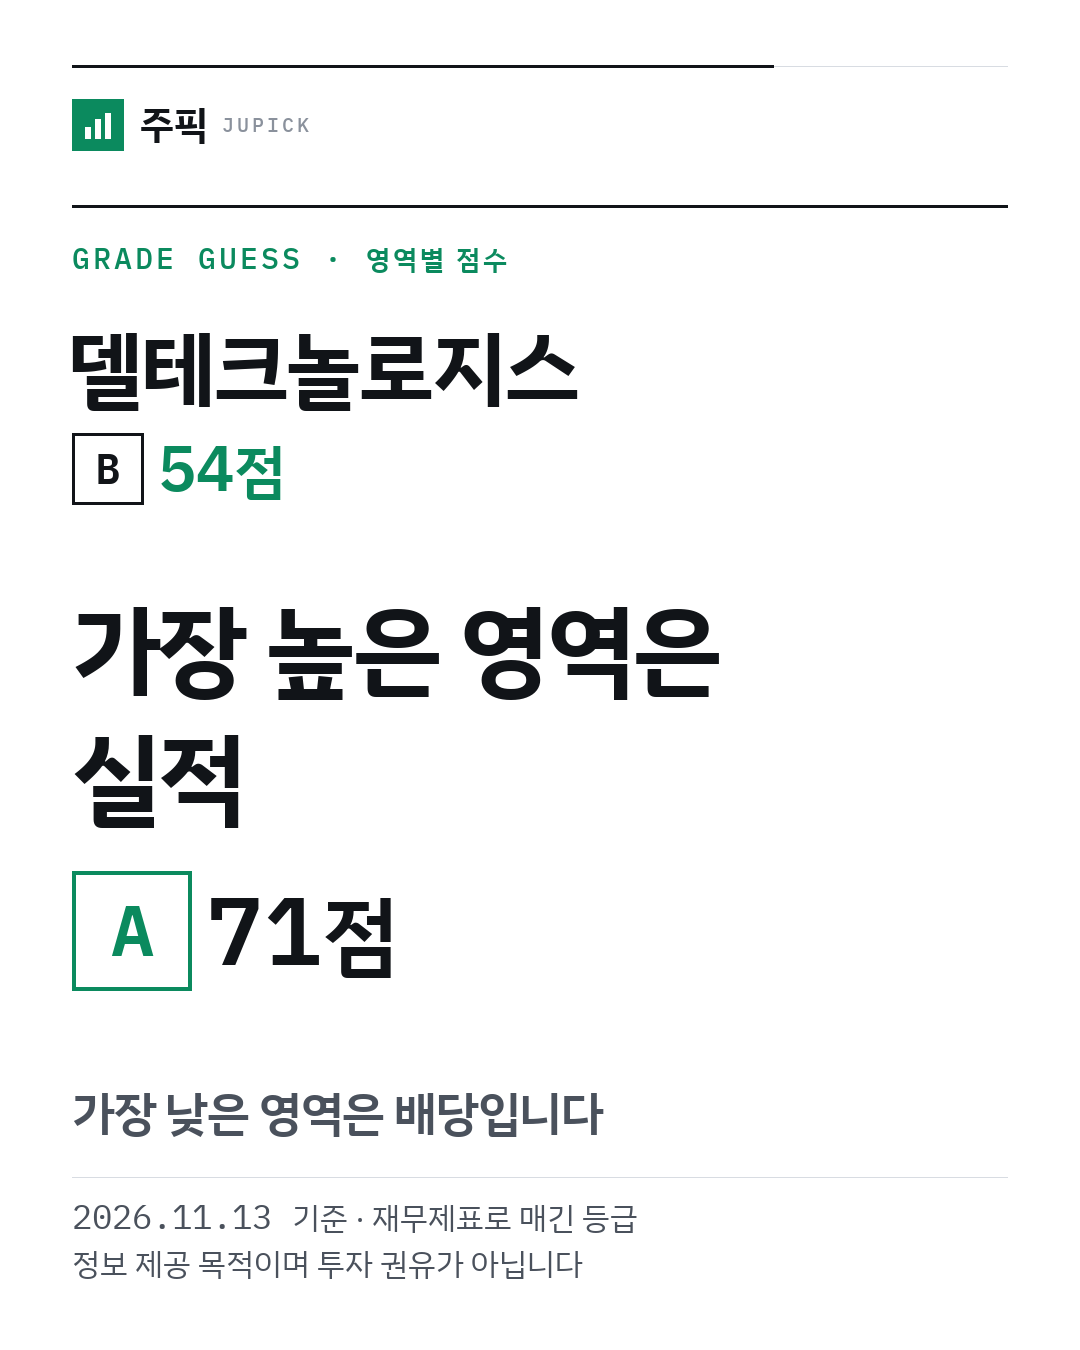 주픽 JUPICK
GRADE GUESS · 영역별 점수
델테크놀로지스
B 54점
가장 높은 영역은
실적
A 71점
가장 낮은 영역은 배당입니다
2026.11.13 기준 · 재무제표로 매긴 등급
정보 제공 목적이며 투자 권유가 아닙니다